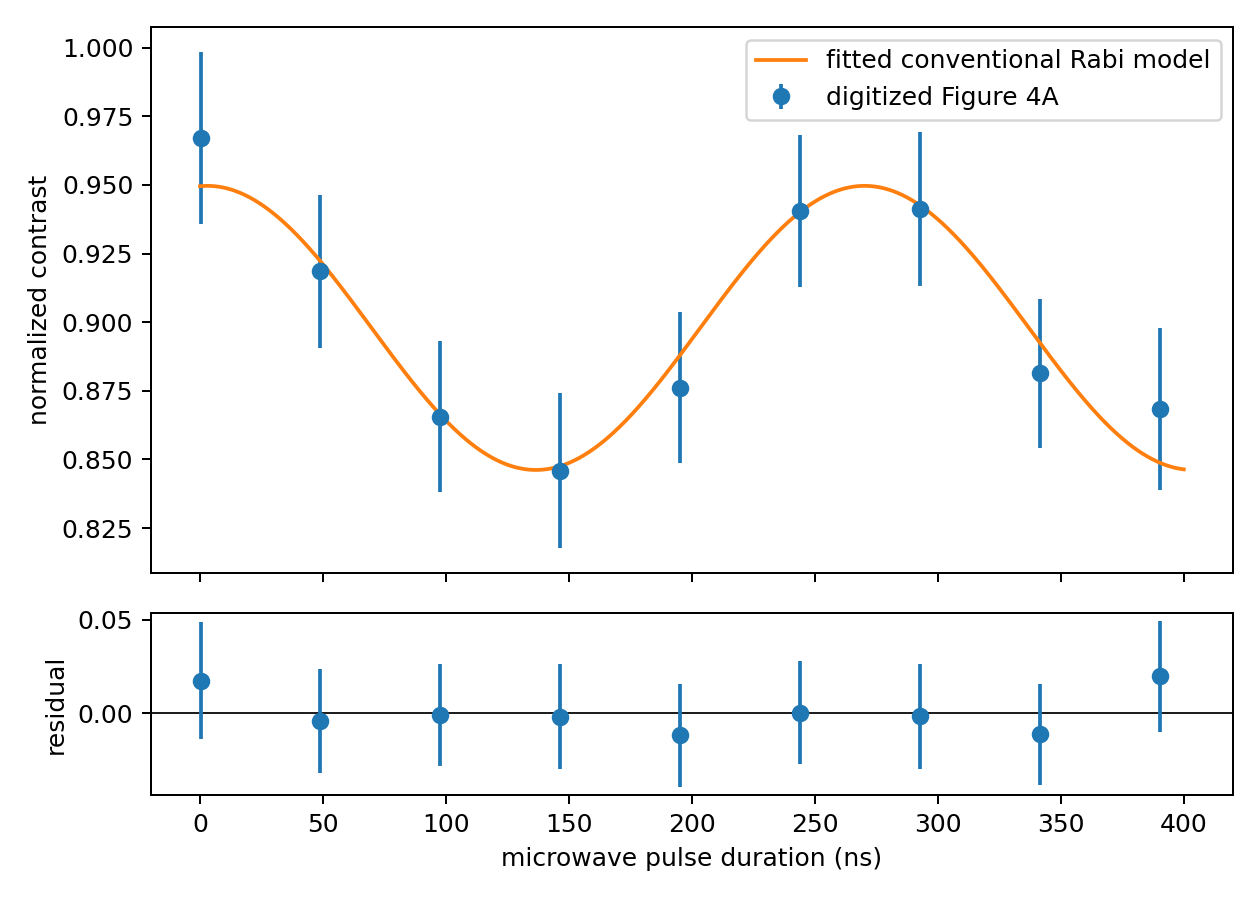 fitted conventional Rabi model
digitized Figure 4A
normalized contrast
1.000
0.975
0.950
0.925
0.900
0.875
0.850
0.825
residual
0.05
0.00
0 50 100 150 200 250 300 350 400
microwave pulse duration (ns)